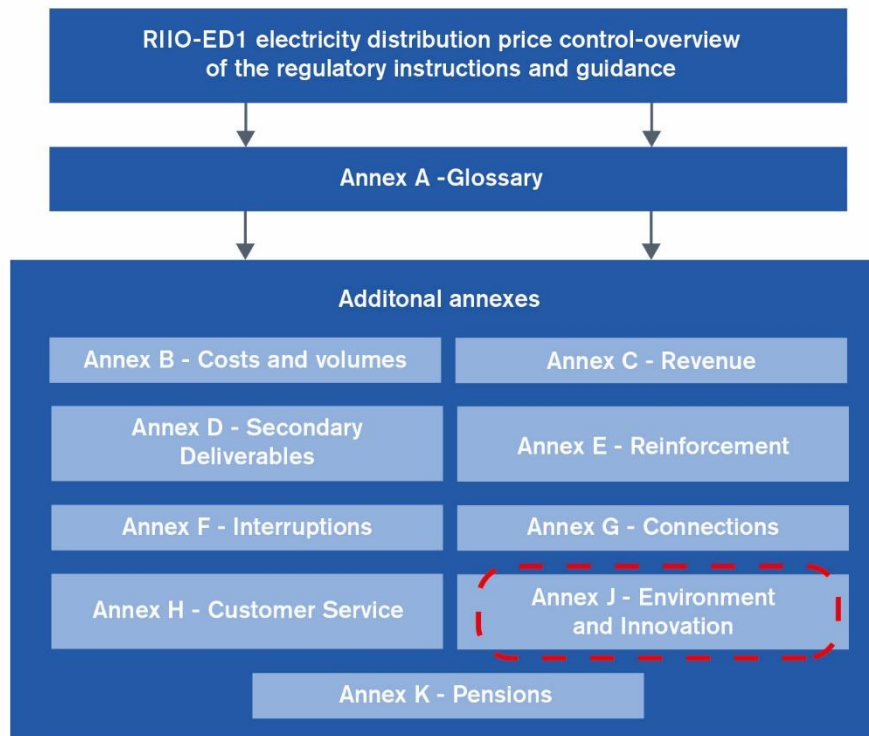 RIIO-ED1 electricity distribution price control-overview
of the regulatory instructions and guidance
Annex A -Glossary
Additonal annexes
Annex B - Costs and volumes
Annex C - Revenue
Annex D - Secondary
Deliverables
Annex E - Reinforcement
Annex F - Interruptions
Annex G - Connections
Annex H - Customer Service
Annex J - Environment
and Innovation
Annex K - Pensions